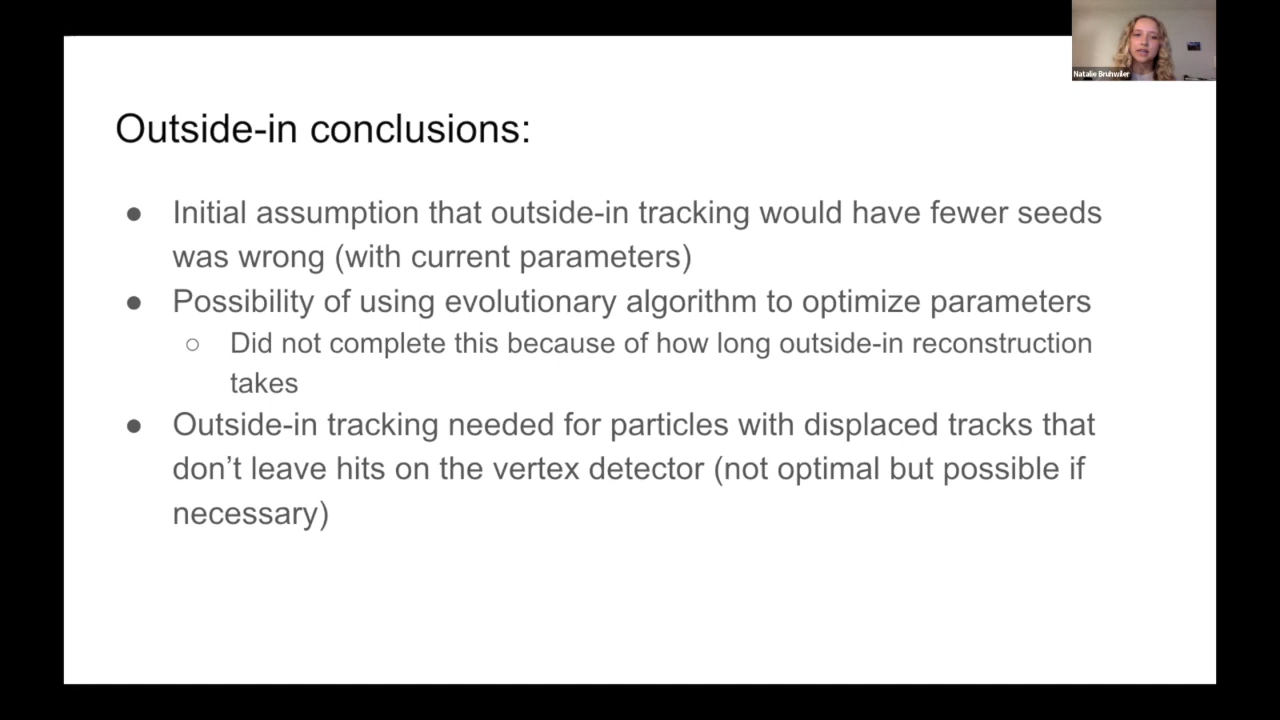 Natalie Bruhwiler
Outside-in conclusions:
● Initial assumption that outside-in tracking would have fewer seeds
was wrong (with current parameters)
● Possibility of using evolutionary algorithm to optimize parameters
○ Did not complete this because of how long outside-in reconstruction
takes
● Outside-in tracking needed for particles with displaced tracks that
don’t leave hits on the vertex detector (not optimal but possible if
necessary)